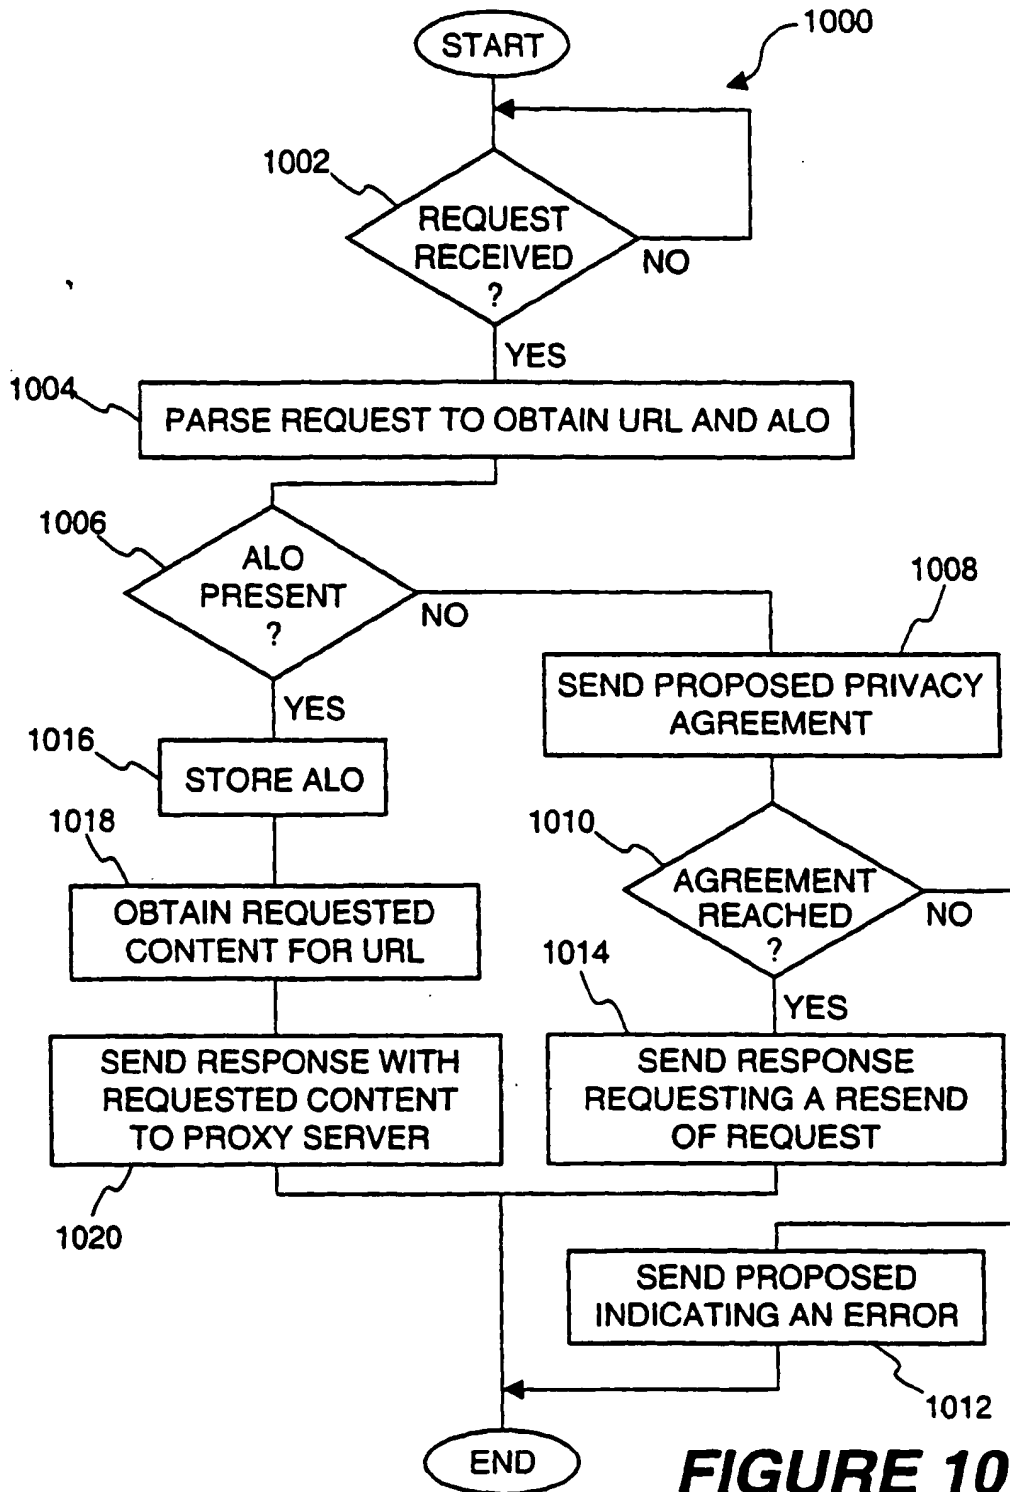 START
1000
1002
REQUEST
RECEIVED
?
NO
YES
1004
PARSE REQUEST TO OBTAIN URL AND ALO
1006
ALO
PRESENT
?
NO
YES
1008
SEND PROPOSED PRIVACY
AGREEMENT
1016
STORE ALO
1010
AGREEMENT
REACHED
?
NO
YES
1018
OBTAIN REQUESTED
CONTENT FOR URL
1014
SEND RESPONSE
REQUESTING A RESEND
OF REQUEST
SEND RESPONSE WITH
REQUESTED CONTENT
TO PROXY SERVER
1020
SEND PROPOSED
INDICATING AN ERROR
1012
END
FIGURE 10